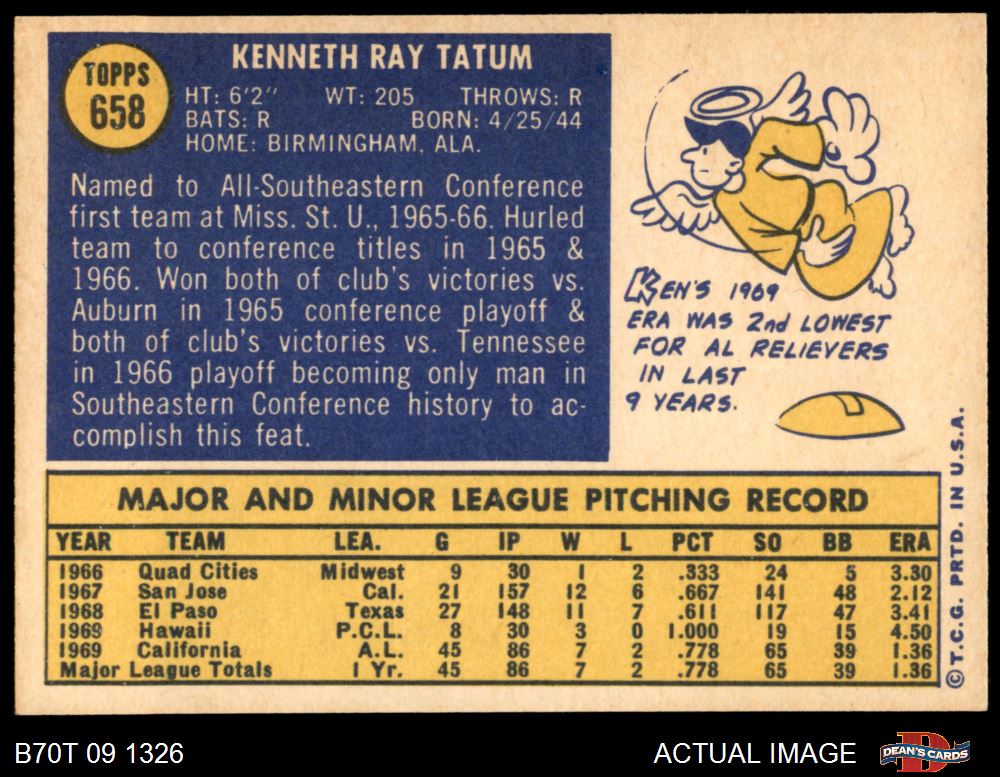 TOPPS
658
KENNETH RAY TATUM
HT: 6'2" WT: 205 THROWS: R
BATS: R BORN: 4/25/44
HOME: BIRMINGHAM, ALA.
Named to All-Southeastern Conference
first team at Miss. St. U., 1965-66. Hurled
team to conference titles in 1965 &
1966. Won both of club's victories vs.
Auburn in 1965 conference playoff &
both of club's victories vs. Tennessee
in 1966 playoff becoming only man in
Southeastern Conference history to ac-
complish this feat.
KEN'S 1969
ERA WAS 2nd LOWEST
FOR AL RELIEVERS
IN LAST
9 YEARS.
MAJOR AND MINOR LEAGUE PITCHING RECORD
YEAR TEAM LEA. G IP W L PCT SO BB ERA
1966 Quad Cities Midwest 9 30 1 2 .333 24 5 3.30
1967 San Jose Cal. 21 157 12 6 .667 141 48 2.12
1968 El Paso Texas 27 148 11 7 .611 117 47 3.41
1969 Hawaii P.C.L. 8 30 3 0 1.000 19 15 4.50
1969 California A.L. 45 86 7 2 .778 65 39 1.36
Major League Totals 1 Yr. 45 86 7 2 .778 65 39 1.36
©T.C.G. PRTD. IN U.S.A.
B70T 09 1326
ACTUAL IMAGE
DEAN'S CARDS